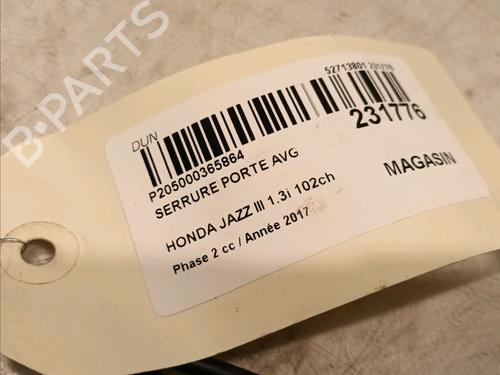 B-PARTS
DUN
52713801 231776
P205000365864
231776
SERRURE PORTE AVG
MAGASIN
HONDA JAZZ III 1.3i 102ch
Phase 2 cc / Année 2017